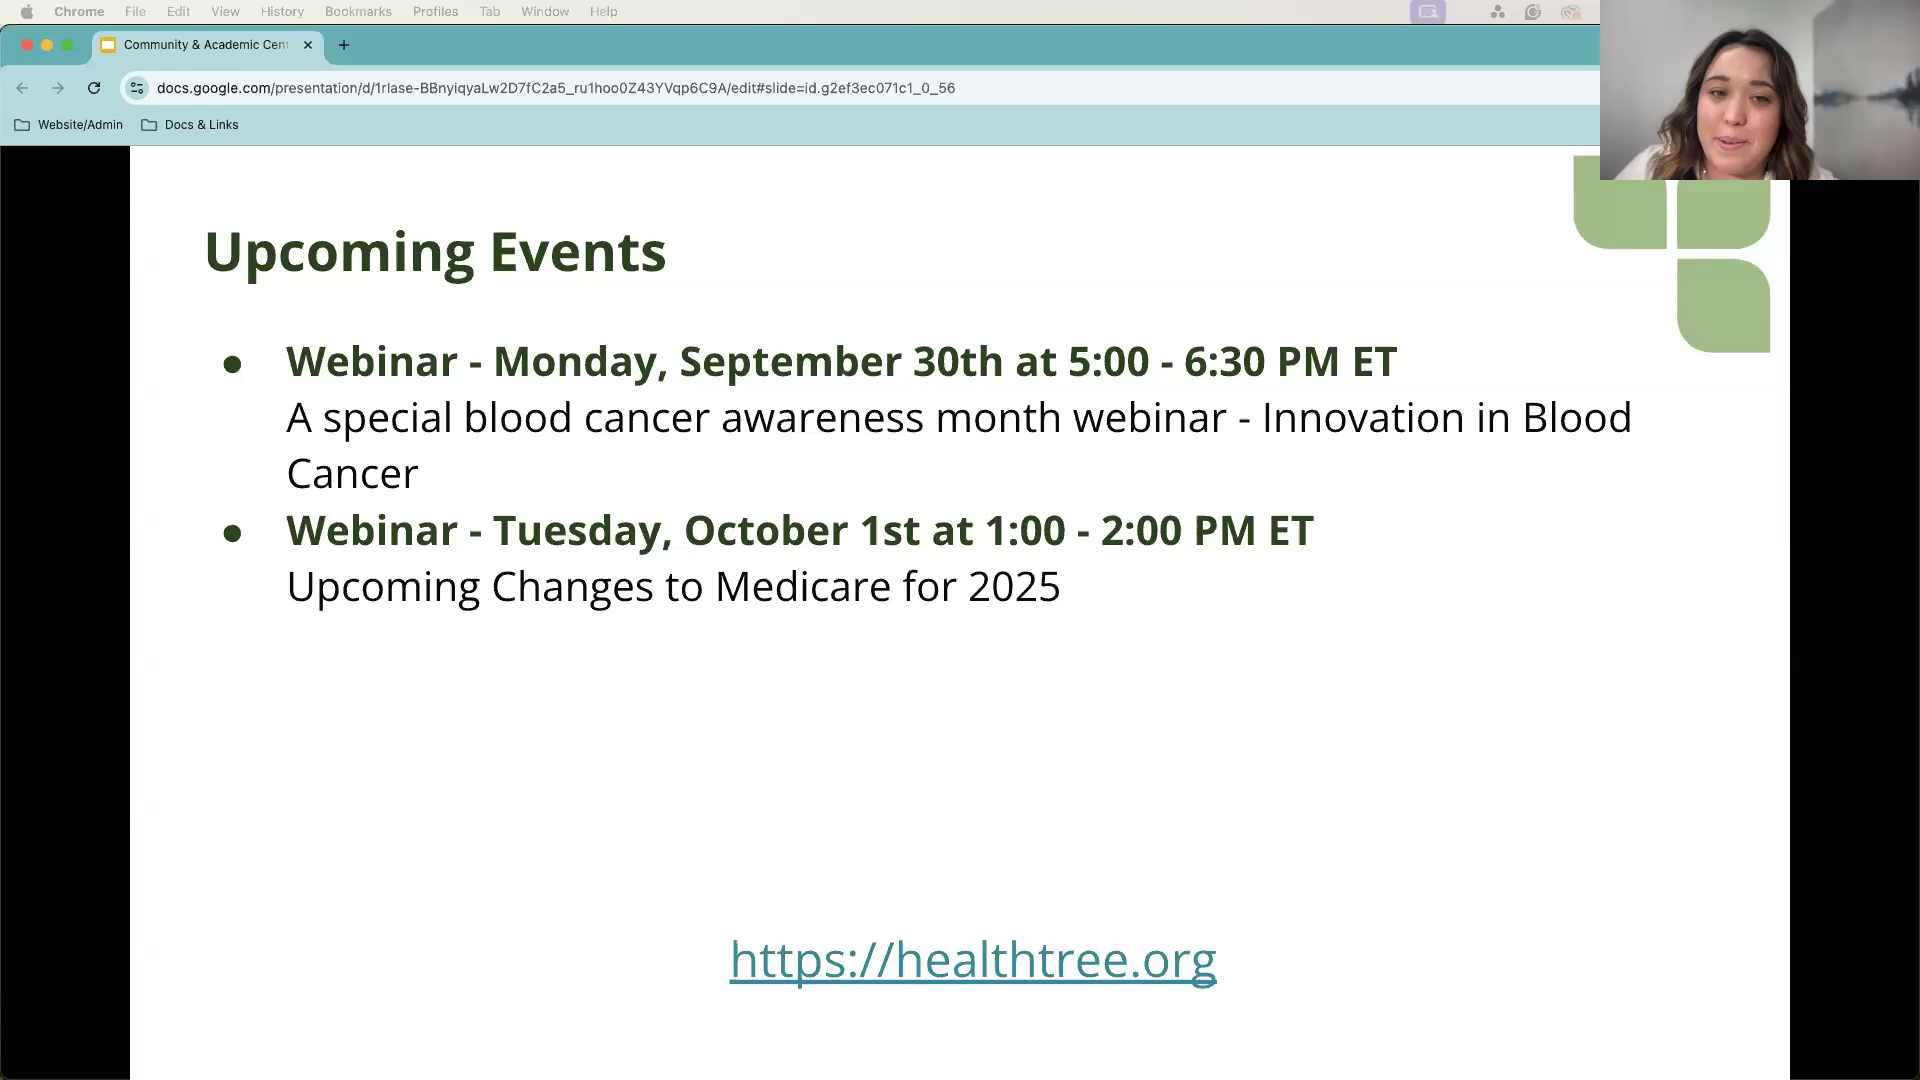 Chrome File Edit View History Bookmarks Profiles Tab Window Help
Community & Academic Cen
docs.google.com/presentation/d/1rlase-BBnyiqyaLw2D7fC2a5_ru1hoo0Z43YVqp6C9A/edit#slide=id.g2ef3ec071c1_0_56
Website/Admin Docs & Links
Upcoming Events
● Webinar - Monday, September 30th at 5:00 - 6:30 PM ET
A special blood cancer awareness month webinar - Innovation in Blood
Cancer
● Webinar - Tuesday, October 1st at 1:00 - 2:00 PM ET
Upcoming Changes to Medicare for 2025
https://healthtree.org